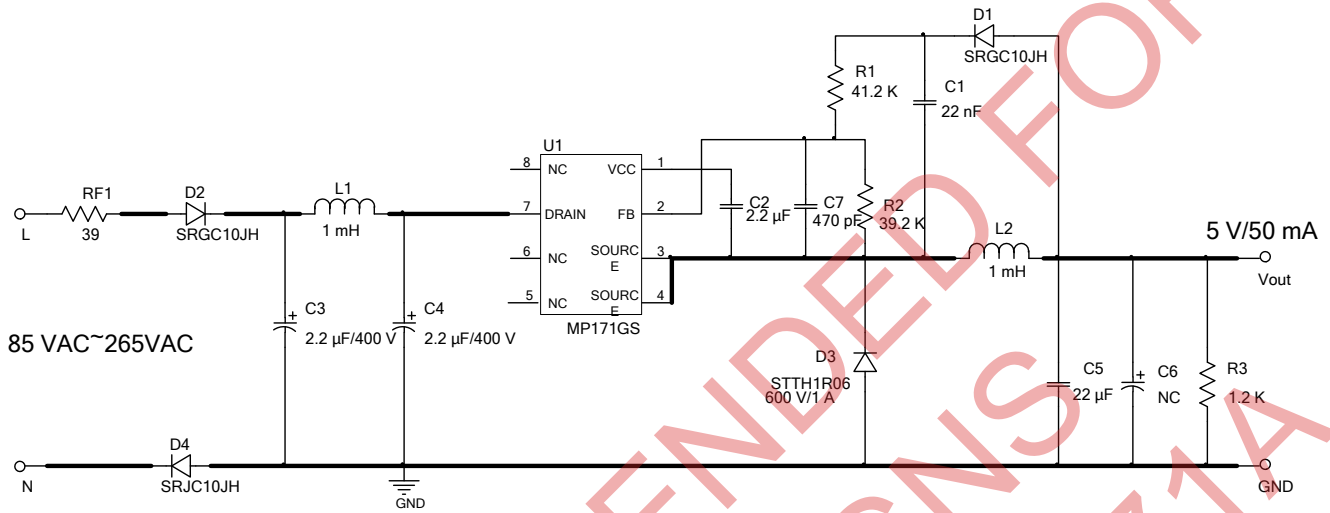 D1
SRGC10JH
R1
41.2 K
C1
22 nF
U1
8
NC
VCC
1
7
DRAIN
FB
2
6
NC
SOURC
E
3
5
NC
SOURC
E
4
MP171GS
C2
2.2 µF
C7
470 pF
R2
39.2 K
RF1
39
L
D2
SRGC10JH
L1
1 mH
L2
1 mH
5 V/50 mA
Vout
C3
+
2.2 µF/400 V
C4
+
2.2 µF/400 V
85 VAC~265VAC
D3
STTH1R06
600 V/1 A
C5
22 µF
C6
+
NC
R3
1.2 K
D4
SRJC10JH
N
GND
GND
ENDED FOR
GNS
71A